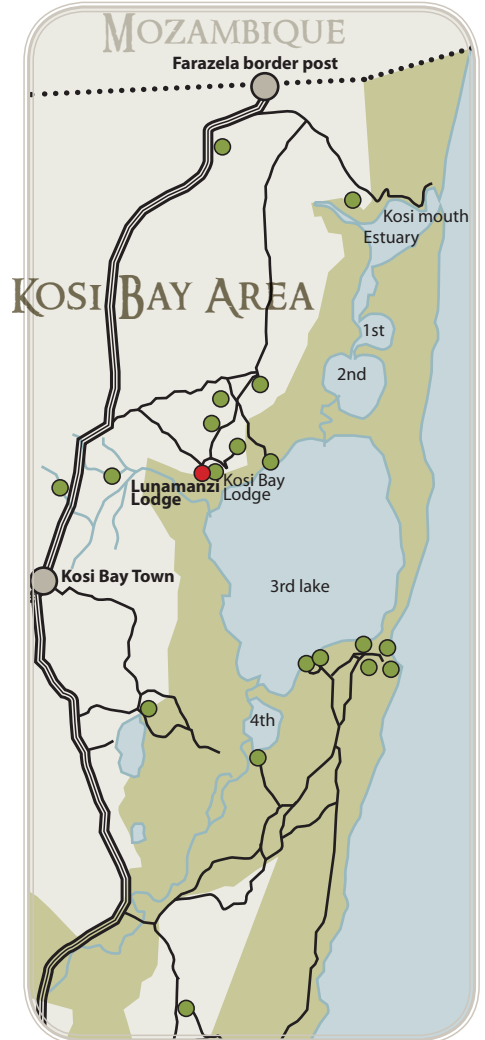 Mozambique
Farazela border post
Kosi mouth
Estuary
Kosi Bay Area
1st
2nd
Lunamanzi
Lodge
Kosi Bay
Lodge
Kosi Bay Town
3rd lake
4th